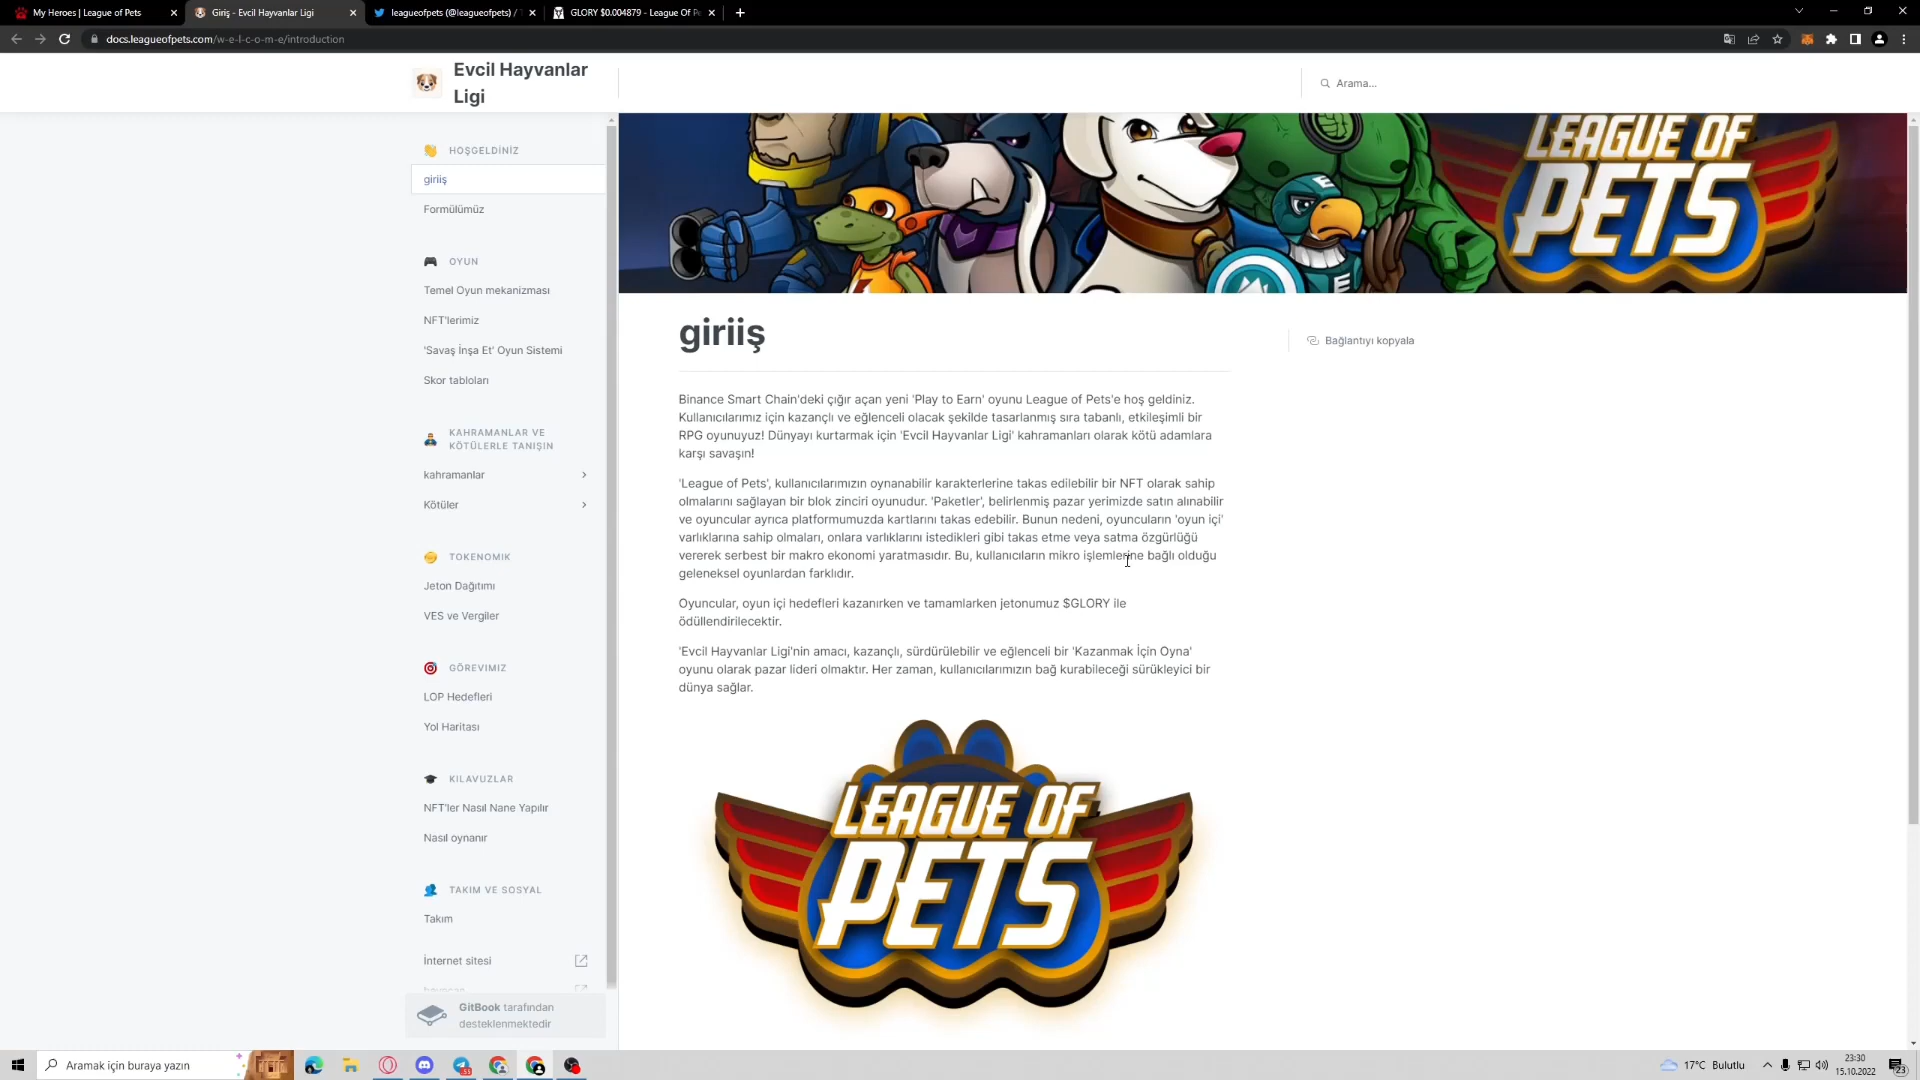 My Heroes | League of Pets
Giriş - Evcil Hayvanlar Ligi
leagueofpets (@leagueofpets) / T
GLORY $0.004879 - League Of Pe
docs.leagueofpets.com/w-e-l-c-o-m-e/introduction
Evcil Hayvanlar
Ligi
Arama...
HOŞGELDİNİZ
giriiş
Formülümüz
OYUN
Temel Oyun mekanizması
NFT'lerimiz
'Savaş İnşa Et' Oyun Sistemi
Skor tabloları
KAHRAMANLAR VE
KÖTÜLERLE TANIŞIN
kahramanlar
Kötüler
TOKENOMIK
Jeton Dağıtımı
VES ve Vergiler
GÖREVIMIZ
LOP Hedefleri
Yol Haritası
KILAVUZLAR
NFT'ler Nasıl Nane Yapılır
Nasıl oynanır
TAKIM VE SOSYAL
Takım
İnternet sitesi
GitBook tarafından
desteklenmektedir
LEAGUE OF
PETS
giriiş
Bağlantıyı kopyala
Binance Smart Chain'deki çığır açan yeni 'Play to Earn' oyunu League of Pets'e hoş geldiniz.
Kullanıcılarımız için kazançlı ve eğlenceli olacak şekilde tasarlanmış sıra tabanlı, etkileşimli bir
RPG oyunuyuz! Dünyayı kurtarmak için 'Evcil Hayvanlar Ligi' kahramanları olarak kötü adamlara
karşı savaşın!
'League of Pets', kullanıcılarımızın oynanabilir karakterlerine takas edilebilir bir NFT olarak sahip
olmalarını sağlayan bir blok zinciri oyunudur. 'Paketler', belirlenmiş pazar yerimizde satın alınabilir
ve oyuncular ayrıca platformumuzda kartlarını takas edebilir. Bunun nedeni, oyuncuların 'oyun içi'
varlıklarına sahip olmaları, onlara varlıklarını istedikleri gibi takas etme veya satma özgürlüğü
vererek serbest bir makro ekonomi yaratmasıdır. Bu, kullanıcıların mikro işlemlerine bağlı olduğu
geleneksel oyunlardan farklıdır.
Oyuncular, oyun içi hedefleri kazanırken ve tamamlarken jetonumuz $GLORY ile
ödüllendirilecektir.
'Evcil Hayvanlar Ligi'nin amacı, kazançlı, sürdürülebilir ve eğlenceli bir 'Kazanmak İçin Oyna'
oyunu olarak pazar lideri olmaktır. Her zaman, kullanıcılarımızın bağ kurabileceği sürükleyici bir
dünya sağlar.
LEAGUE OF
PETS
Aramak için buraya yazın
17°C Bulutlu
23:30
15.10.2022
23